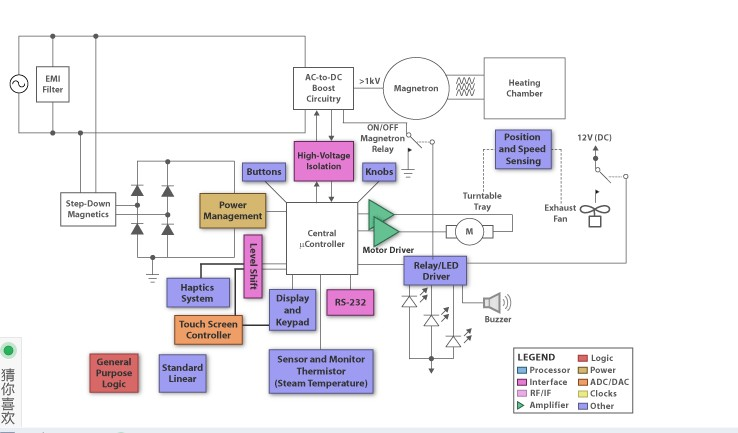 EMI
Filter
AC-to-DC
Boost
Circuitry
>1kV
Magnetron
Heating
Chamber
ON/OFF
Magnetron
Relay
Position
and Speed
Sensing
12V (DC)
High-Voltage
Isolation
Buttons
Knobs
Step-Down
Magnetics
Power
Management
Turntable
Tray
Exhaust
Fan
Central
μController
M
Motor Driver
Level Shift
Relay/LED
Driver
Haptics
System
Display
and
Keypad
RS-232
Buzzer
Touch Screen
Controller
General
Purpose
Logic
Standard
Linear
Sensor and Monitor
Thermistor
(Steam Temperature)
LEGEND
Processor
Interface
RF/IF
Amplifier
Logic
Power
ADC/DAC
Clocks
Other
猜
你
喜
欢